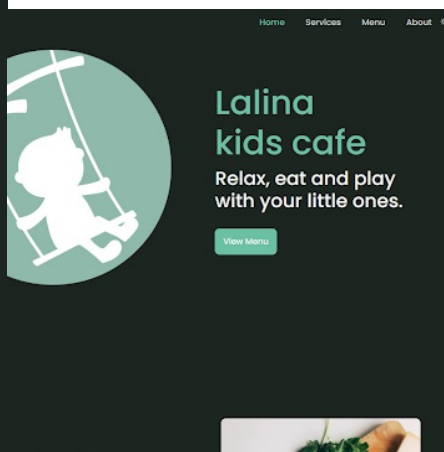 Home Services Menu About
Lalina
kids cafe
Relax, eat and play
with your little ones.
View Menu